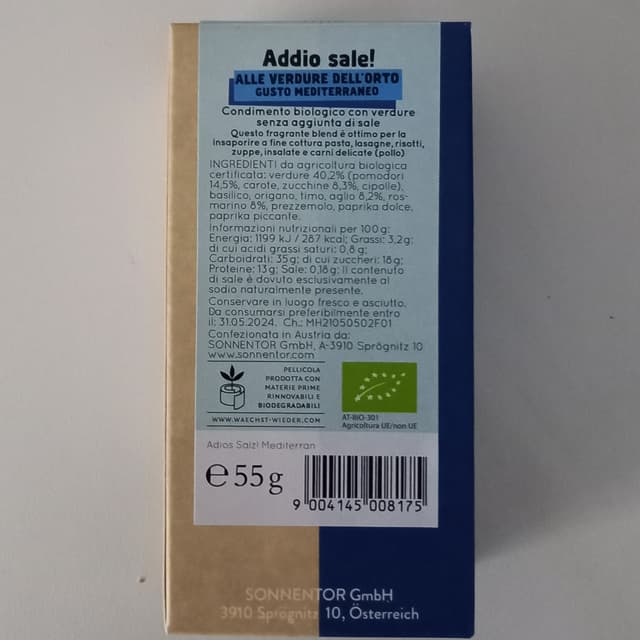 Addio sale!
ALLE VERDURE DELL'ORTO
GUSTO MEDITERRANEO
Condimento biologico con verdure
senza aggiunta di sale
Questo fragrante blend è ottimo per la
insaporire a fine cottura pasta, lasagne, risotti,
zuppe, insalate e carni delicate (pollo)
INGREDIENTI da agricoltura biologica
certificata: verdure 40,2% (pomodori
14,5%, carote, zucchine 8,3%, cipolle),
basilico, origano, timo, aglio 8,2%, ros-
marino 8%, prezzemolo, paprika dolce,
paprika piccante.
Informazioni nutrizionali per 100g:
Energia: 1199 kJ / 287 kcal; Grassi: 3,2g;
di cui acidi grassi saturi: 0,8g;
Carboidrati: 35g; di cui zuccheri: 18g;
Proteine: 13g; Sale: 0,18g; Il contenuto
di sale è dovuto esclusivamente al
sodio naturalmente presente.
Conservare in luogo fresco e asciutto.
Da consumarsi preferibilmente entro
il: 31.05.2024. Ch.: MH21050502F01
Confezionata in Austria da:
SONNENTOR GmbH, A-3910 Sprögnitz 10
www.sonnentor.com
PELLICOLA
PRODOTTA CON
MATERIE PRIME
RINNOVABILI E
BIODEGRADABILI
WWW.WAECHST-WIEDER.COM
AT-BIO-301
Agricoltura UE/non UE
Adios Salz! Mediterran
℮ 55g
9 004145 008175
SONNENTOR GmbH
3910 Sprögnitz 10, Österreich